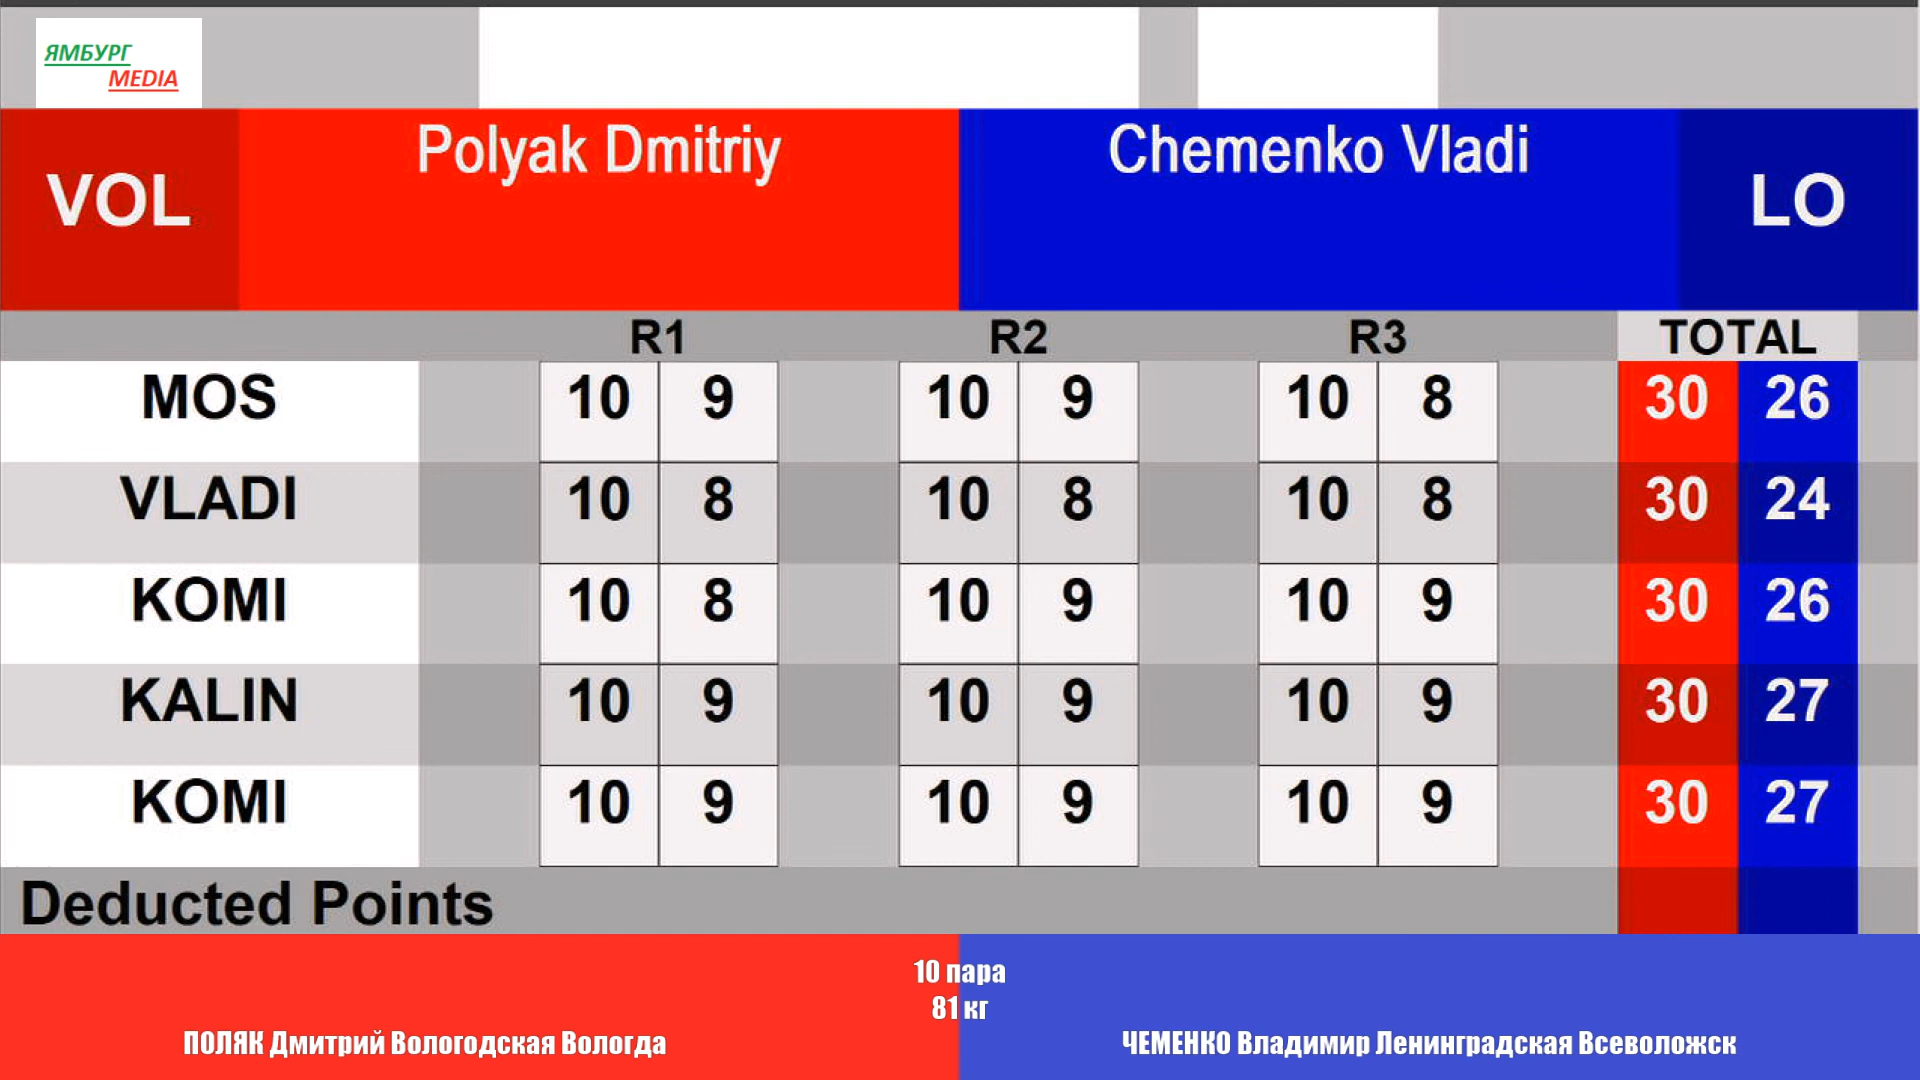 ЯМБУРГ
MEDIA
VOL Polyak Dmitriy Chemenko Vladi LO
R1 R2 R3 TOTAL
MOS 10 9 10 9 10 8 30 26
VLADI 10 8 10 8 10 8 30 24
KOMI 10 8 10 9 10 9 30 26
KALIN 10 9 10 9 10 9 30 27
KOMI 10 9 10 9 10 9 30 27
Deducted Points
10 пара
81 кг
ПОЛЯК Дмитрий Вологодская Вологда ЧЕМЕНКО Владимир Ленинградская Всеволожск